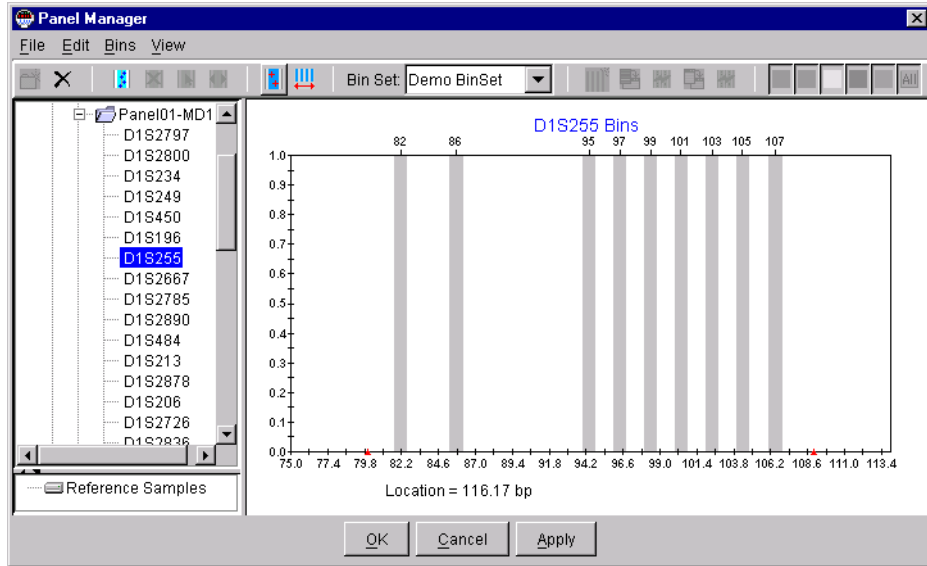 Panel Manager
File Edit Bins View
Bin Set: Demo BinSet
All
Panel01-MD1
D1S2797
D1S2800
D1S234
D1S249
D1S450
D1S196
D1S255
D1S2667
D1S2785
D1S2890
D1S484
D1S213
D1S2878
D1S206
D1S2726
D1S2836
Reference Samples
D1S255 Bins
82 86 95 97 99 101 103 105 107
1.0
0.9
0.8
0.7
0.6
0.5
0.4
0.3
0.2
0.1
0.0
75.0 77.4 79.8 82.2 84.6 87.0 89.4 91.8 94.2 96.6 99.0 101.4 103.8 106.2 108.6 111.0 113.4
Location = 116.17 bp
OK Cancel Apply